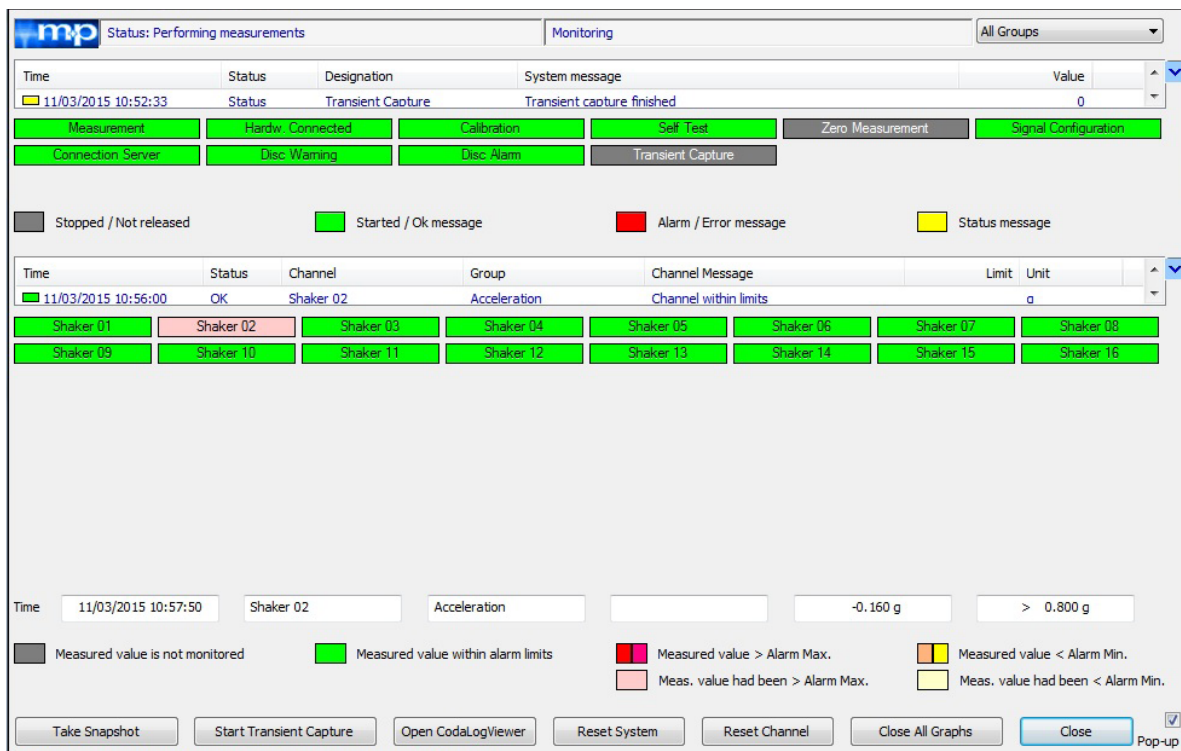 m+p Status: Performing measurements Monitoring All Groups
Time Status Designation System message Value
11/03/2015 10:52:33 Status Transient Capture Transient capture finished 0
Measurement Hardw. Connected Calibration Self Test Zero Measurement Signal Configuration
Connection Server Disc Warning Disc Alarm Transient Capture
Stopped / Not released Started / Ok message Alarm / Error message Status message
Time Status Channel Group Channel Message Limit Unit
11/03/2015 10:56:00 OK Shaker 02 Acceleration Channel within limits g
Shaker 01 Shaker 02 Shaker 03 Shaker 04 Shaker 05 Shaker 06 Shaker 07 Shaker 08
Shaker 09 Shaker 10 Shaker 11 Shaker 12 Shaker 13 Shaker 14 Shaker 15 Shaker 16
Time 11/03/2015 10:57:50 Shaker 02 Acceleration -0.160 g > 0.800 g
Measured value is not monitored Measured value within alarm limits Measured value > Alarm Max. Measured value < Alarm Min.
Meas. value had been > Alarm Max. Meas. value had been < Alarm Min.
Take Snapshot Start Transient Capture Open CodaLogViewer Reset System Reset Channel Close All Graphs Close Pop-up